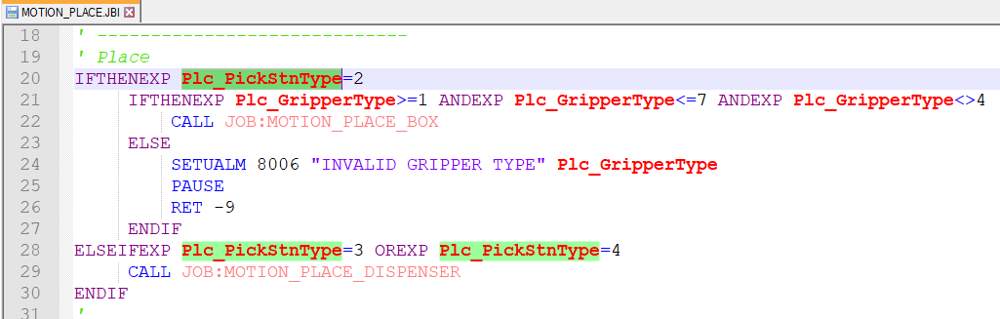 MOTION_PLACE.JBI
18 ' -----------------------------
19 ' Place
20 IFTHENEXP Plc_PickStnType=2
21 IFTHENEXP Plc_GripperType>=1 ANDEXP Plc_GripperType<=7 ANDEXP Plc_GripperType<>4
22 CALL JOB:MOTION_PLACE_BOX
23 ELSE
24 SETUALM 8006 "INVALID GRIPPER TYPE" Plc_GripperType
25 PAUSE
26 RET -9
27 ENDIF
28 ELSEIFEXP Plc_PickStnType=3 OREXP Plc_PickStnType=4
29 CALL JOB:MOTION_PLACE_DISPENSER
30 ENDIF
31 '